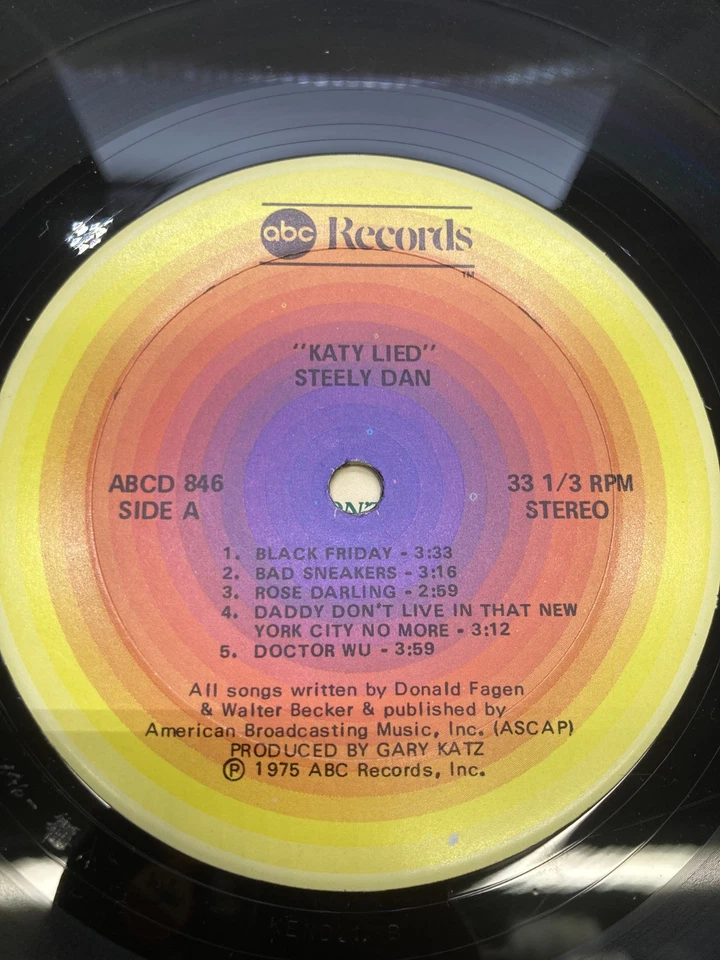 abc Records
TM
"KATY LIED"
STEELY DAN
ABCD 846
SIDE A
33 1/3 RPM
STEREO
1. BLACK FRIDAY - 3:33
2. BAD SNEAKERS - 3:16
3. ROSE DARLING - 2:59
4. DADDY DON'T LIVE IN THAT NEW
YORK CITY NO MORE - 3:12
5. DOCTOR WU - 3:59
All songs written by Donald Fagen
& Walter Becker & published by
American Broadcasting Music, Inc. (ASCAP)
PRODUCED BY GARY KATZ
Ⓟ 1975 ABC Records, Inc.